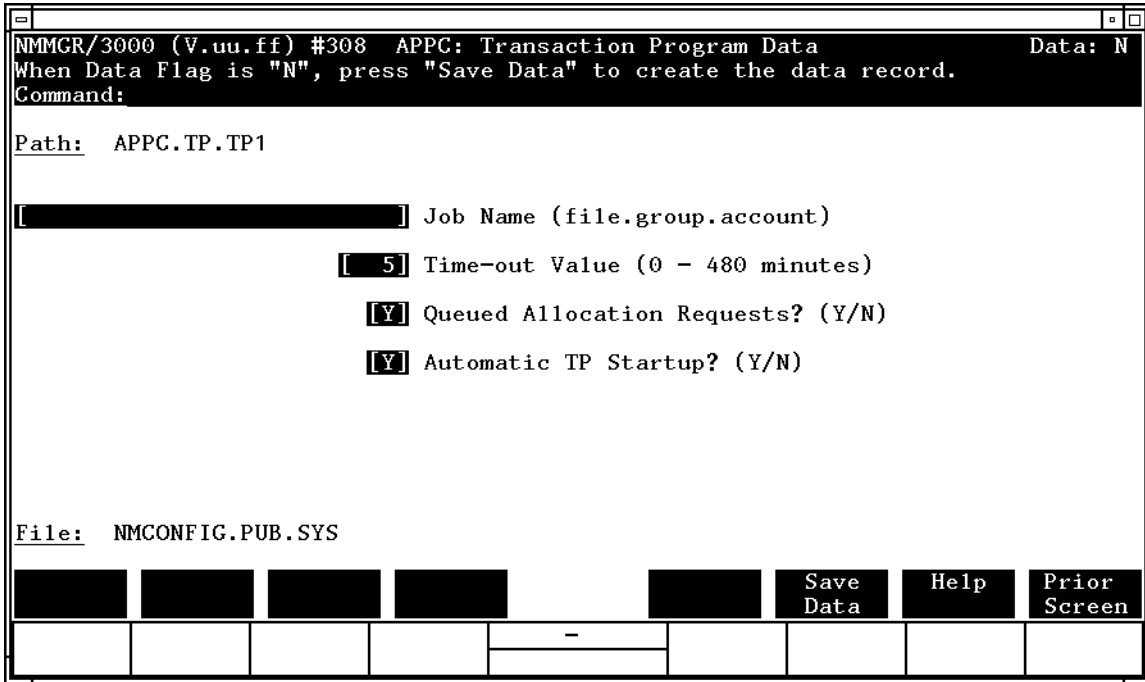 NMMGR/3000 (V.uu.ff) #308  APPC: Transaction Program Data  Data: N
When Data Flag is "N", press "Save Data" to create the data record.
Command:
Path:  APPC.TP.TP1
[                           ] Job Name (file.group.account)
[  5] Time-out Value (0 - 480 minutes)
[Y] Queued Allocation Requests? (Y/N)
[Y] Automatic TP Startup? (Y/N)
File:  NMCONFIG.PUB.SYS
Save Data
Help
Prior Screen